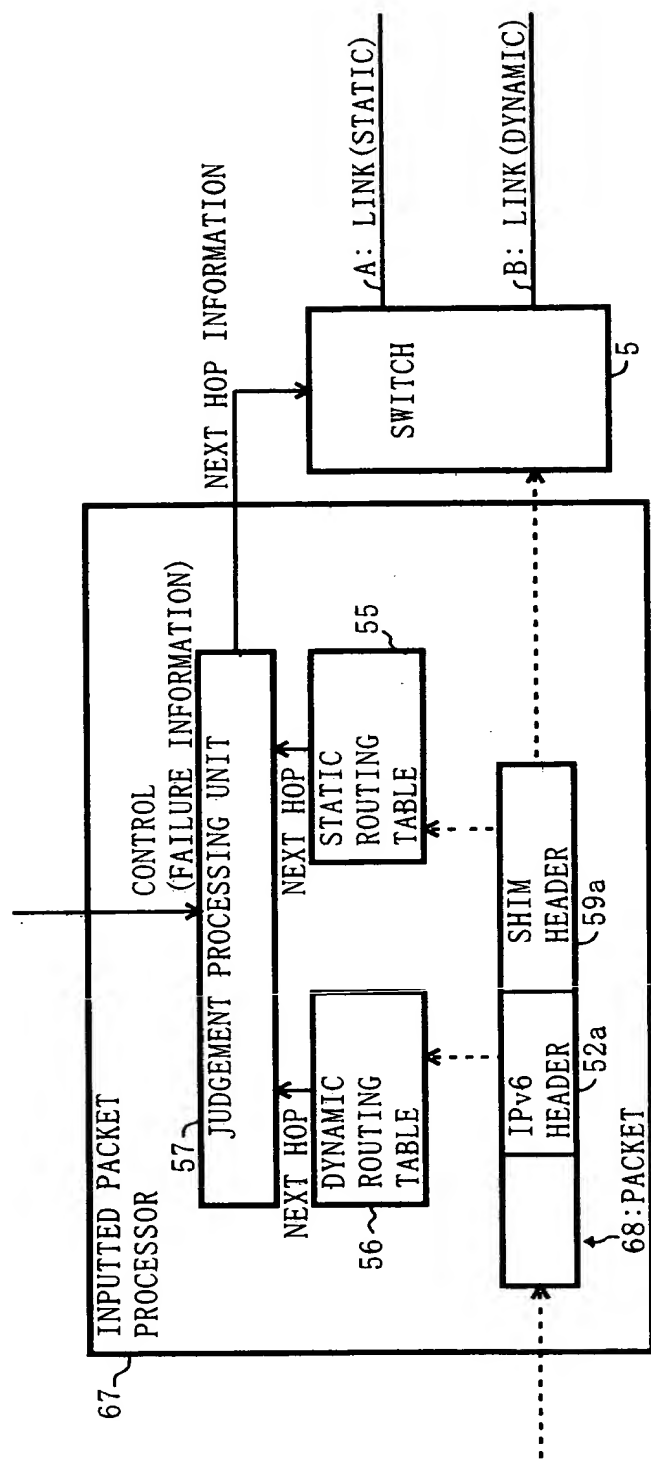 INPUTTED PACKET
PROCESSOR
67
CONTROL
(FAILURE INFORMATION)
57
JUDGEMENT PROCESSING UNIT
NEXT HOP INFORMATION
NEXT HOP
NEXT HOP
DYNAMIC
ROUTING
TABLE
56
STATIC
ROUTING
TABLE
55
IPv6
HEADER
52a
SHIM
HEADER
59a
68:PACKET
SWITCH
5
A: LINK(STATIC)
B: LINK(DYNAMIC)